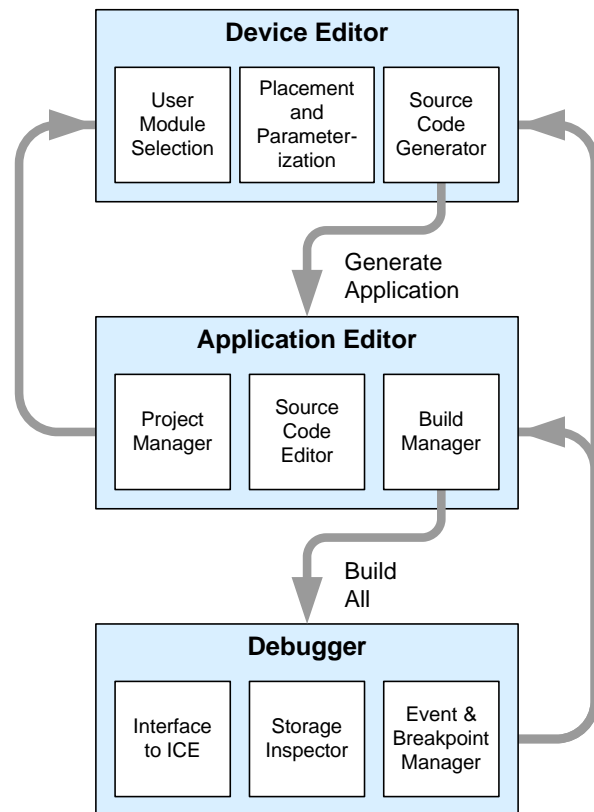 Device Editor
User
Module
Selection
Placement
and
Parameter-
ization
Source
Code
Generator
Generate
Application
Application Editor
Project
Manager
Source
Code
Editor
Build
Manager
Build
All
Debugger
Interface
to ICE
Storage
Inspector
Event &
Breakpoint
Manager